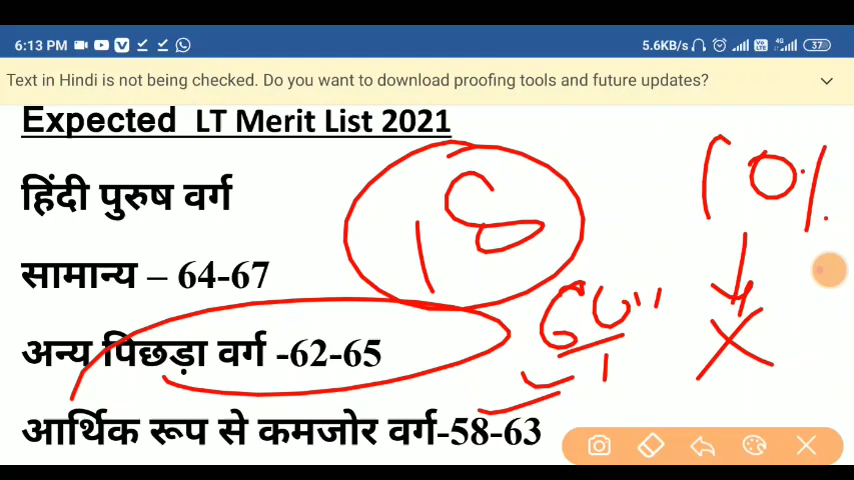 6:13 PM 5.6KB/s 4G 37
Text in Hindi is not being checked. Do you want to download proofing tools and future updates?
Expected LT Merit List 2021
हिंदी पुरुष वर्ग
सामान्य – 64-67
अन्य पिछड़ा वर्ग -62-65
आर्थिक रूप से कमजोर वर्ग-58-63
18
10%